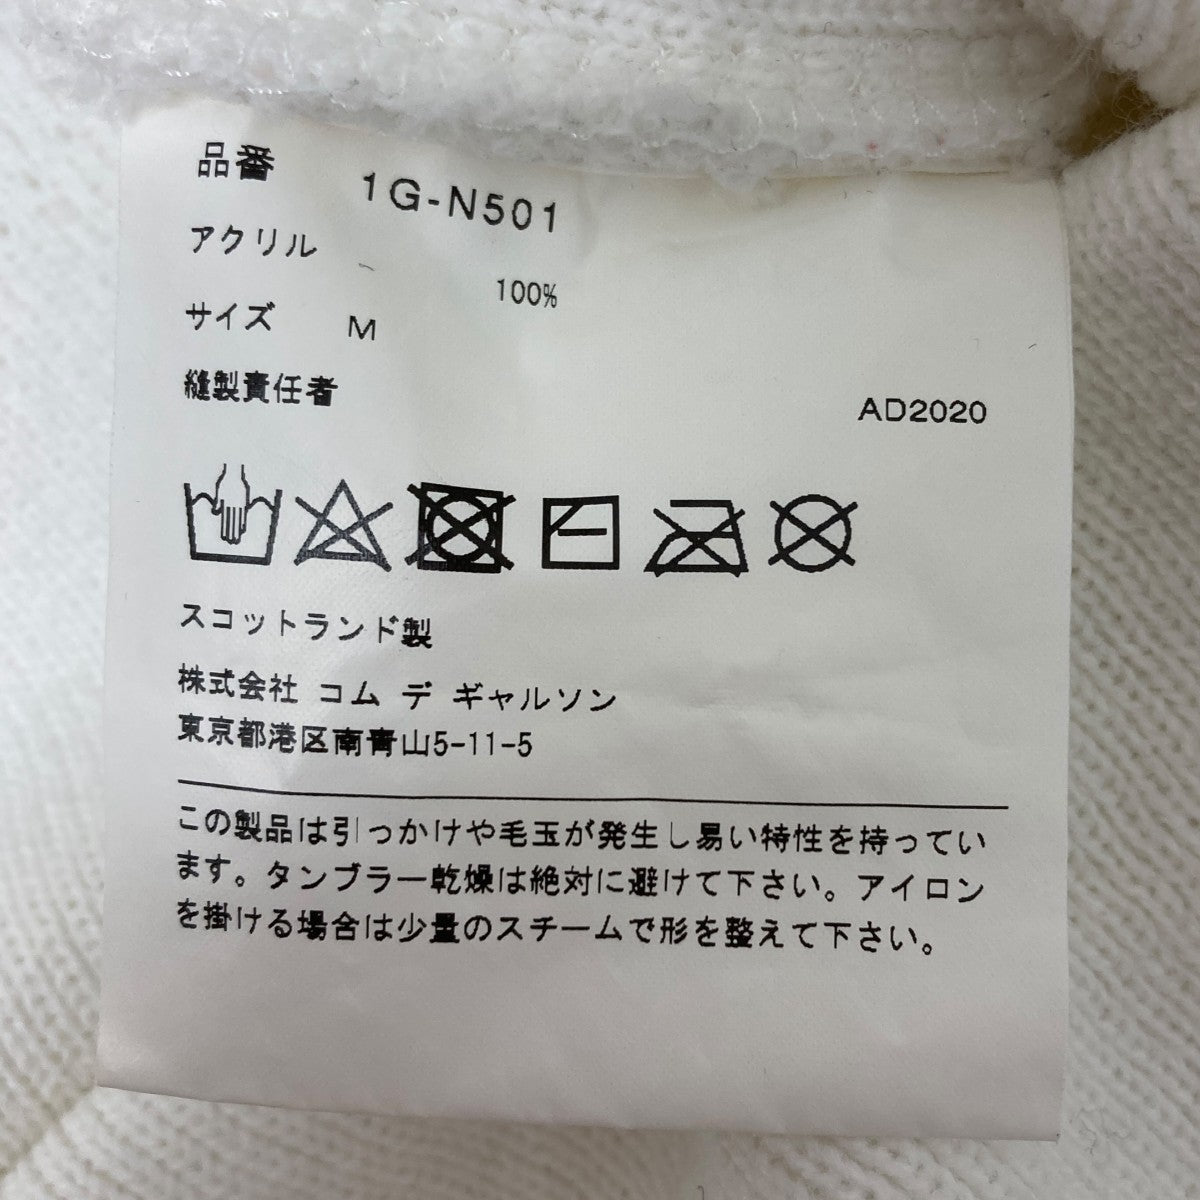 品番 1G-N501
アクリル 100%
サイズ M
縫製責任者 AD2020
スコットランド製
株式会社 コム デ ギャルソン
東京都港区南青山5-11-5
この製品は引っかけや毛玉が発生し易い特性を持ってい
ます。タンブラー乾燥は絶対に避けて下さい。アイロン
を掛ける場合は少量のスチームで形を整えて下さい。